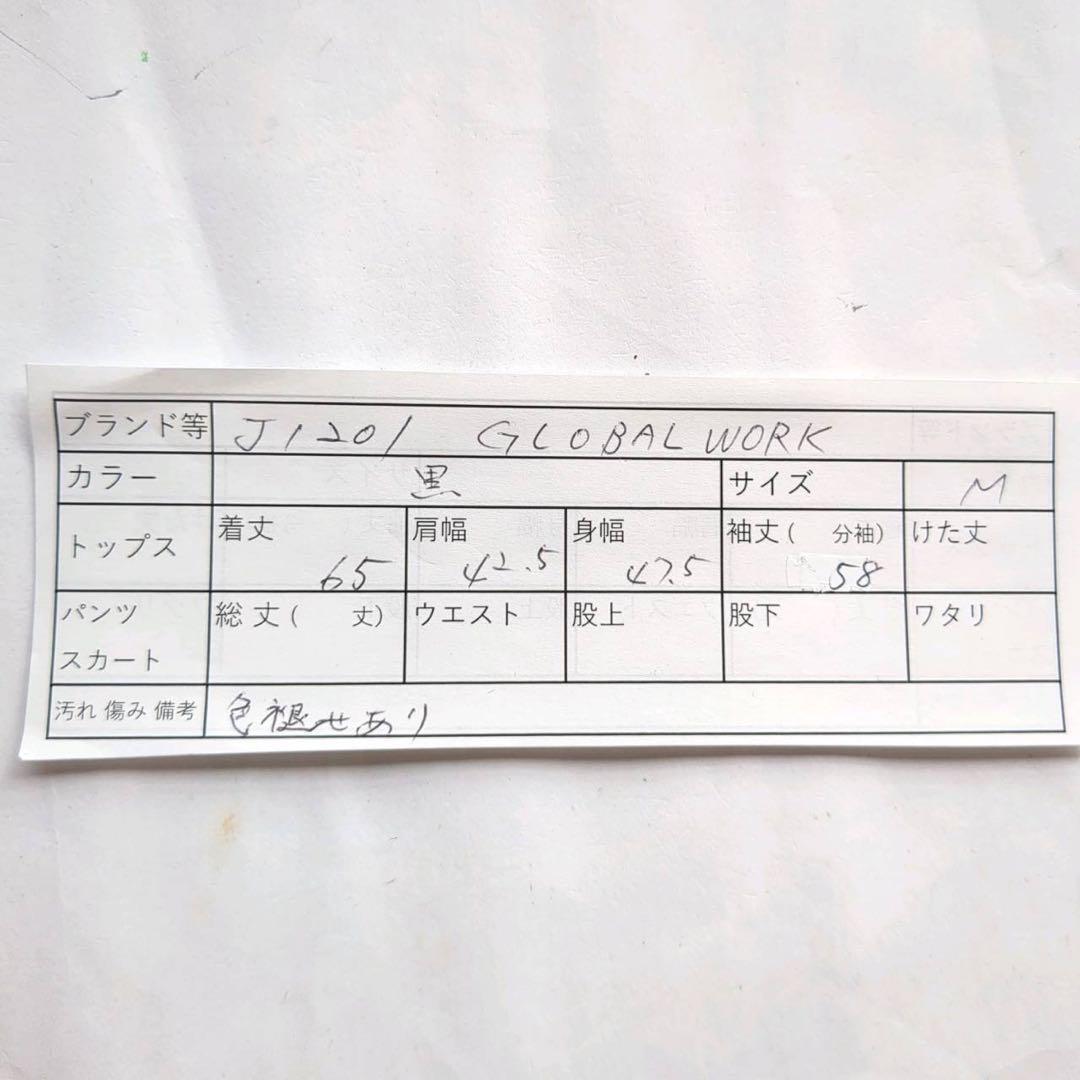 ブランド等 J1201 GLOBAL WORK
カラー 黒 サイズ M
トップス 着丈 65 肩幅 42.5 身幅 47.5 袖丈( 分袖) 58 けた丈
パンツ 総丈( 丈) ウエスト 股上 股下 ワタリ
スカート
汚れ 傷み 備考 色褪せあり